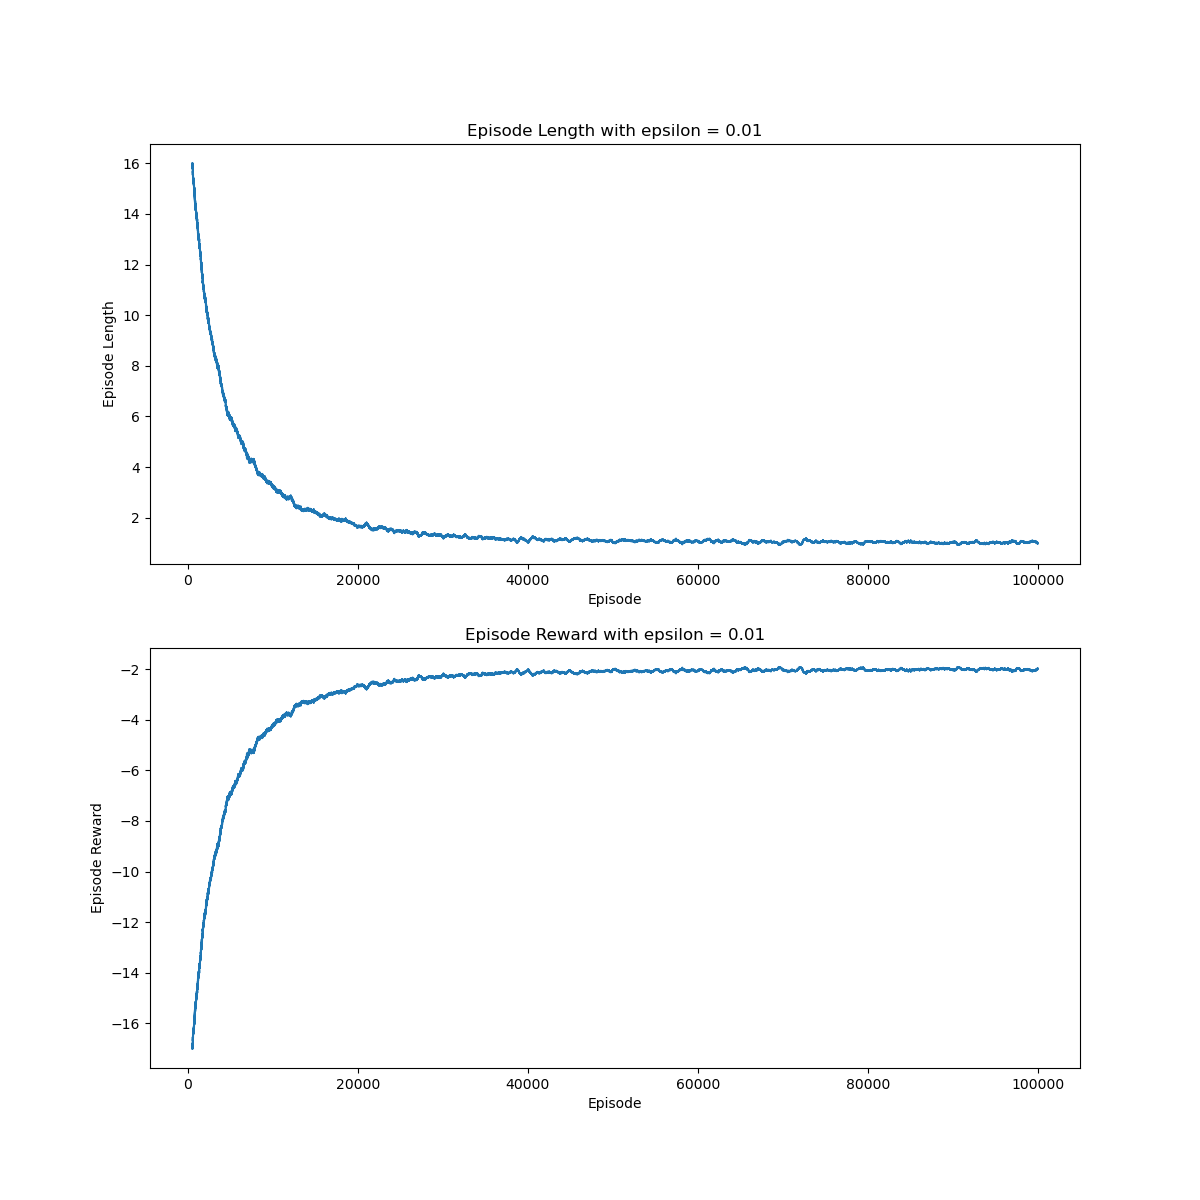 Episode Length with epsilon = 0.01
16
14
12
10
8
6
4
2
Episode Length
0 20000 40000 60000 80000 100000
Episode
Episode Reward with epsilon = 0.01
−2
−4
−6
−8
−10
−12
−14
−16
Episode Reward
0 20000 40000 60000 80000 100000
Episode